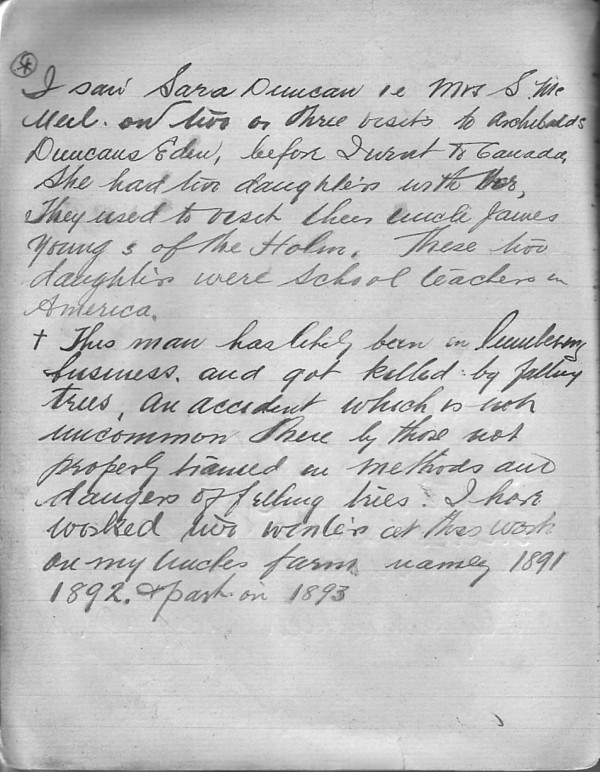 *
I saw Sara Duncan ie Mrs S. Mc
Neil. on two or three visits to Archibalds
Duncans Eden, before I went to Canada,
She had two daughters with her,
They used to visit their uncle James
Young s of the Holm. These two
daughters were School teachers in
America.
+ This man has likely been in lumbering
business. and got killed by falling
trees, An accident which is not
uncommon there by those not
properly trained in methods and
dangers of felling trees. I have
worked two winters at this work
on my Uncles farm namely 1891
1892. & part on 1893